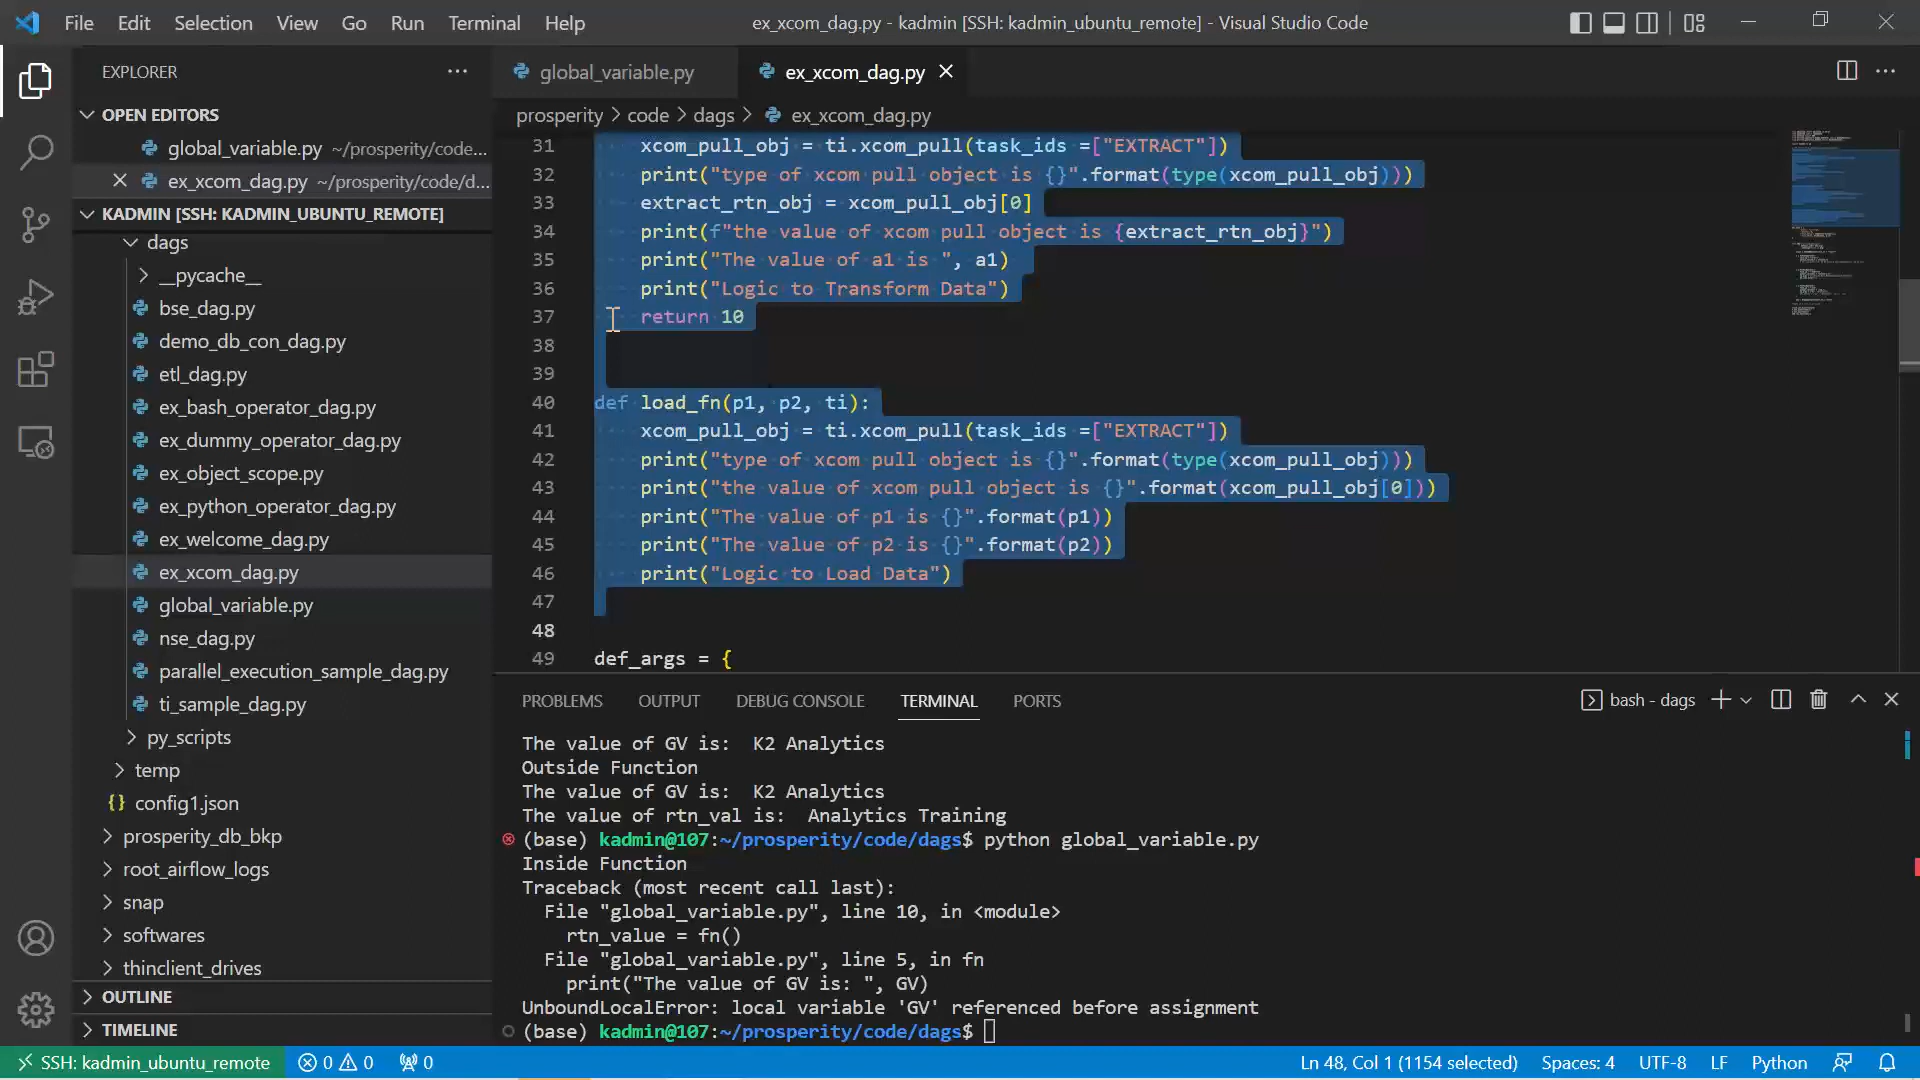 File Edit Selection View Go Run Terminal Help
ex_xcom_dag.py - kadmin [SSH: kadmin_ubuntu_remote] - Visual Studio Code
EXPLORER
OPEN EDITORS
global_variable.py ~/prosperity/code...
ex_xcom_dag.py ~/prosperity/code/d...
KADMIN [SSH: KADMIN_UBUNTU_REMOTE]
dags
__pycache__
bse_dag.py
demo_db_con_dag.py
etl_dag.py
ex_bash_operator_dag.py
ex_dummy_operator_dag.py
ex_object_scope.py
ex_python_operator_dag.py
ex_welcome_dag.py
ex_xcom_dag.py
global_variable.py
nse_dag.py
parallel_execution_sample_dag.py
ti_sample_dag.py
py_scripts
temp
config1.json
prosperity_db_bkp
root_airflow_logs
snap
softwares
thinclient_drives
OUTLINE
TIMELINE
global_variable.py ex_xcom_dag.py
prosperity > code > dags > ex_xcom_dag.py
31 xcom_pull_obj = ti.xcom_pull(task_ids =["EXTRACT"])
32 print("type of xcom pull object is {}".format(type(xcom_pull_obj)))
33 extract_rtn_obj = xcom_pull_obj[0]
34 print(f"the value of xcom pull object is {extract_rtn_obj}")
35 print("The value of a1 is ", a1)
36 print("Logic to Transform Data")
37 return 10
38
39
40 def load_fn(p1, p2, ti):
41 xcom_pull_obj = ti.xcom_pull(task_ids =["EXTRACT"])
42 print("type of xcom pull object is {}".format(type(xcom_pull_obj)))
43 print("the value of xcom pull object is {}".format(xcom_pull_obj[0]))
44 print("The value of p1 is {}".format(p1))
45 print("The value of p2 is {}".format(p2))
46 print("Logic to Load Data")
47
48
49 def_args = {
PROBLEMS OUTPUT DEBUG CONSOLE TERMINAL PORTS
bash - dags
The value of GV is:  K2 Analytics
Outside Function
The value of GV is:  K2 Analytics
The value of rtn_val is:  Analytics Training
(base) kadmin@107:~/prosperity/code/dags$ python global_variable.py
Inside Function
Traceback (most recent call last):
File "global_variable.py", line 10, in <module>
rtn_value = fn()
File "global_variable.py", line 5, in fn
print("The value of GV is: ", GV)
UnboundLocalError: local variable 'GV' referenced before assignment
(base) kadmin@107:~/prosperity/code/dags$
SSH: kadmin_ubuntu_remote 0 0 0
Ln 48, Col 1 (1154 selected) Spaces: 4 UTF-8 LF Python